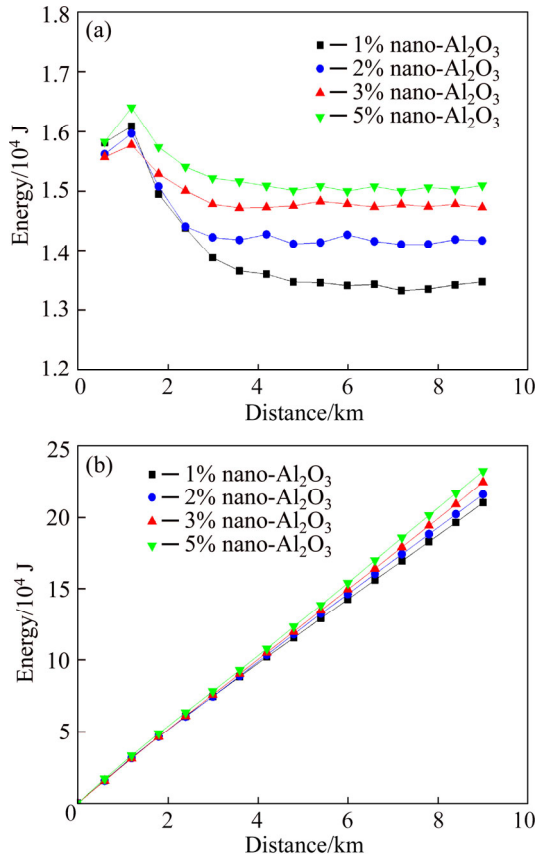 (a)
1% nano-Al₂O₃
2% nano-Al₂O₃
3% nano-Al₂O₃
5% nano-Al₂O₃
1.8
1.7
1.6
1.5
1.4
1.3
1.2
Energy/10⁴ J
0
2
4
6
8
10
Distance/km
(b)
1% nano-Al₂O₃
2% nano-Al₂O₃
3% nano-Al₂O₃
5% nano-Al₂O₃
25
20
15
10
5
0
Energy/10⁴ J
0
2
4
6
8
10
Distance/km